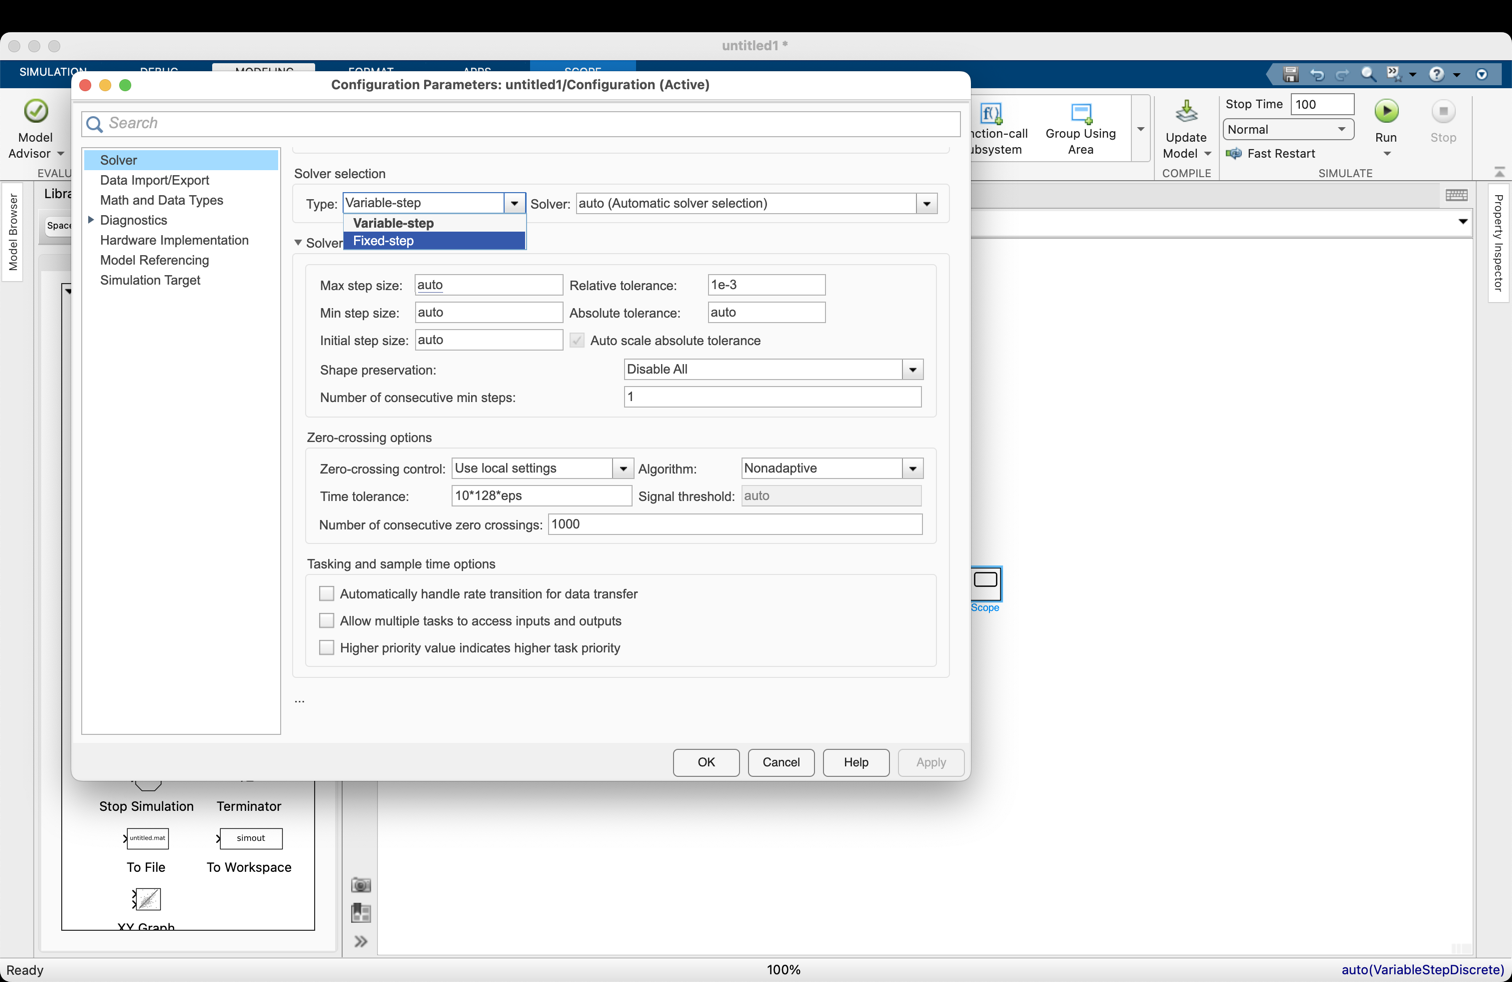 untitled1 *
SIMULATION
DEBUG
MODELING
FORMAT
APPS
SCOPE
Configuration Parameters: untitled1/Configuration (Active)
Search
Model
Advisor
EVALU
Libra
Space
Model Browser
Solver
Data Import/Export
Math and Data Types
Diagnostics
Hardware Implementation
Model Referencing
Simulation Target
Solver selection
Type: Variable-step Solver: auto (Automatic solver selection)
Variable-step
Fixed-step
Solver
Max step size: auto Relative tolerance: 1e-3
Min step size: auto Absolute tolerance: auto
Initial step size: auto Auto scale absolute tolerance
Shape preservation: Disable All
Number of consecutive min steps: 1
Zero-crossing options
Zero-crossing control: Use local settings Algorithm: Nonadaptive
Time tolerance: 10*128*eps Signal threshold: auto
Number of consecutive zero crossings: 1000
Tasking and sample time options
Automatically handle rate transition for data transfer
Allow multiple tasks to access inputs and outputs
Higher priority value indicates higher task priority
...
OK Cancel Help Apply
nction-call
ubsystem
Group Using
Area
Update
Model
COMPILE
Stop Time 100
Normal
Fast Restart
Run
Stop
SIMULATE
Property Inspector
Scope
Stop Simulation Terminator
untitled.mat simout
To File To Workspace
XY Graph
Ready 100% auto(VariableStepDiscrete)